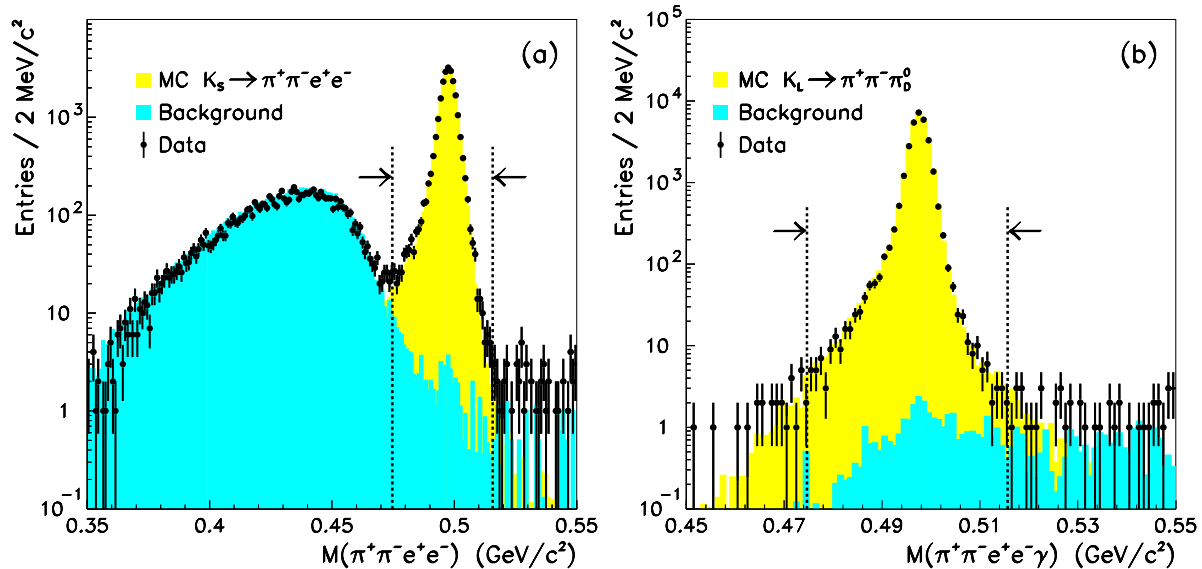 Entries / 2 MeV/c²
10³
10²
10
1
10⁻¹
(a)
MC K_S → π⁺π⁻e⁺e⁻
Background
Data
0.35 0.4 0.45 0.5 0.55
M(π⁺π⁻e⁺e⁻) (GeV/c²)
Entries / 2 MeV/c²
10⁵
10⁴
10³
10²
10
1
10⁻¹
(b)
MC K_L → π⁺π⁻π⁰_D
Background
Data
0.45 0.47 0.49 0.51 0.53 0.55
M(π⁺π⁻e⁺e⁻γ) (GeV/c²)